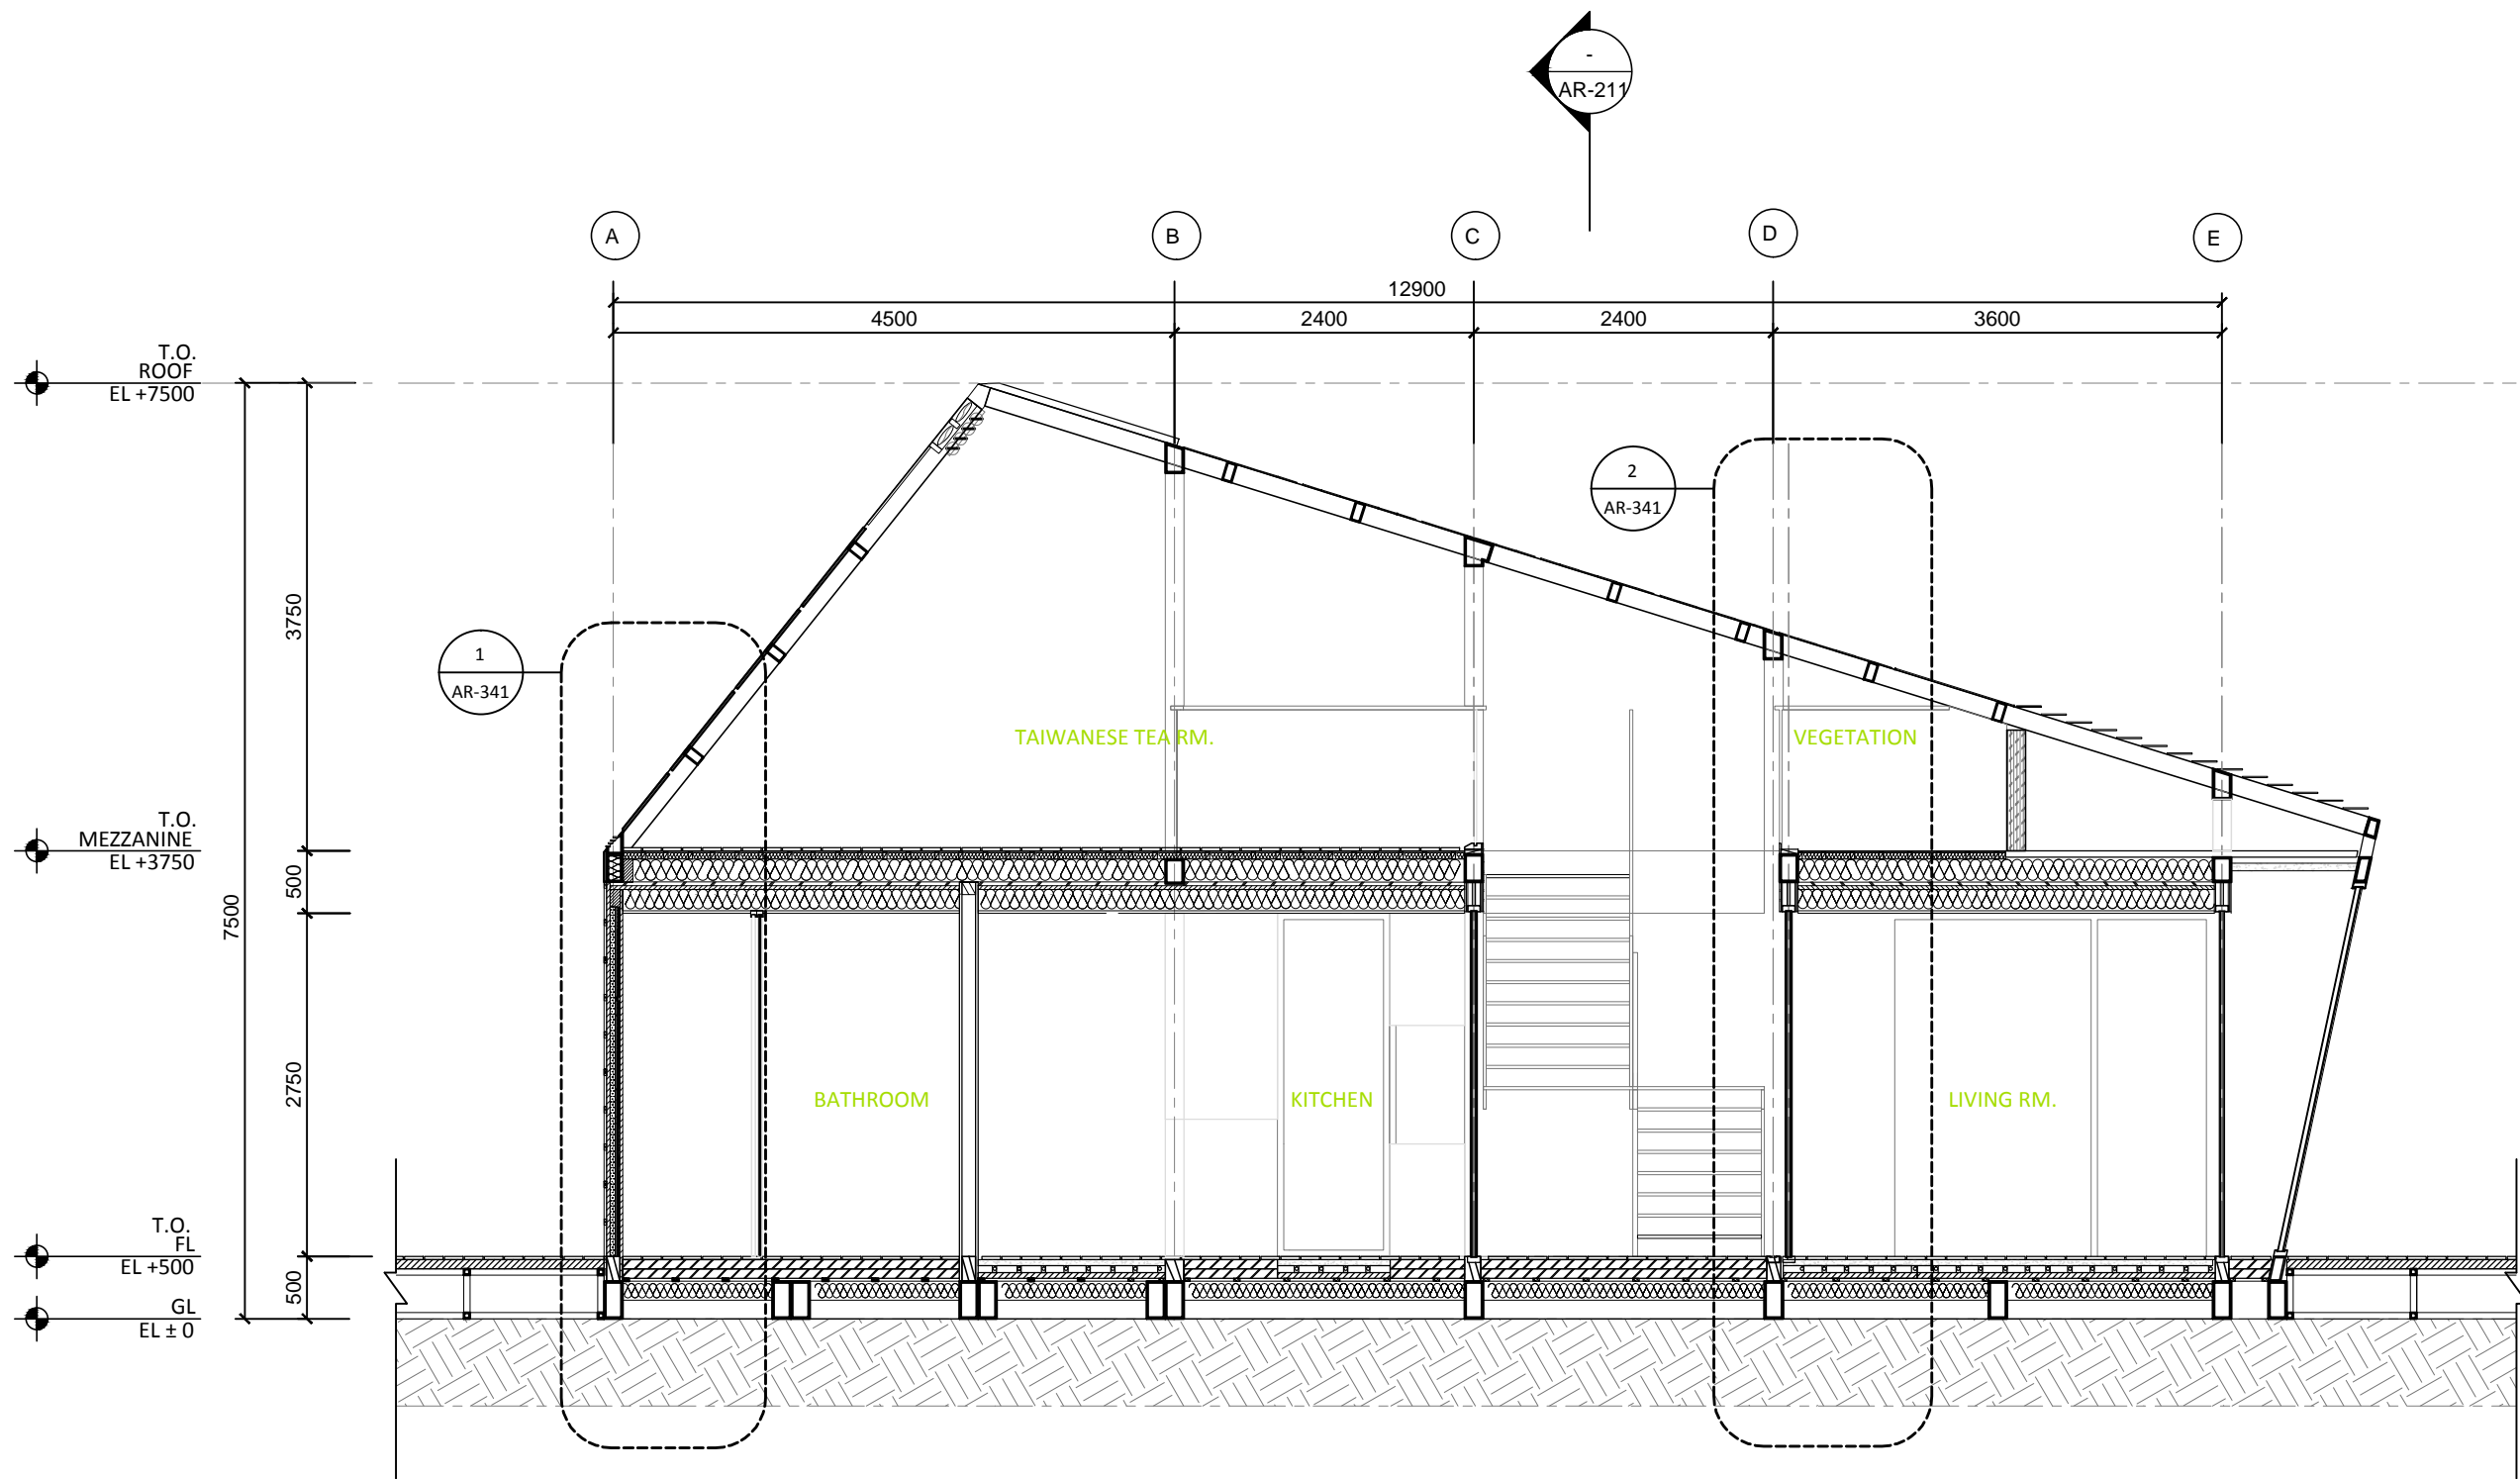 -
AR-211
A
B
C
D
E
12900
4500
2400
2400
3600
T.O.
ROOF
EL +7500
2
AR-341
3750
1
AR-341
TAIWANESE TEA RM.
VEGETATION
T.O.
MEZZANINE
EL +3750
500
7500
2750
BATHROOM
KITCHEN
LIVING RM.
T.O.
FL
EL +500
500
GL
EL ± 0